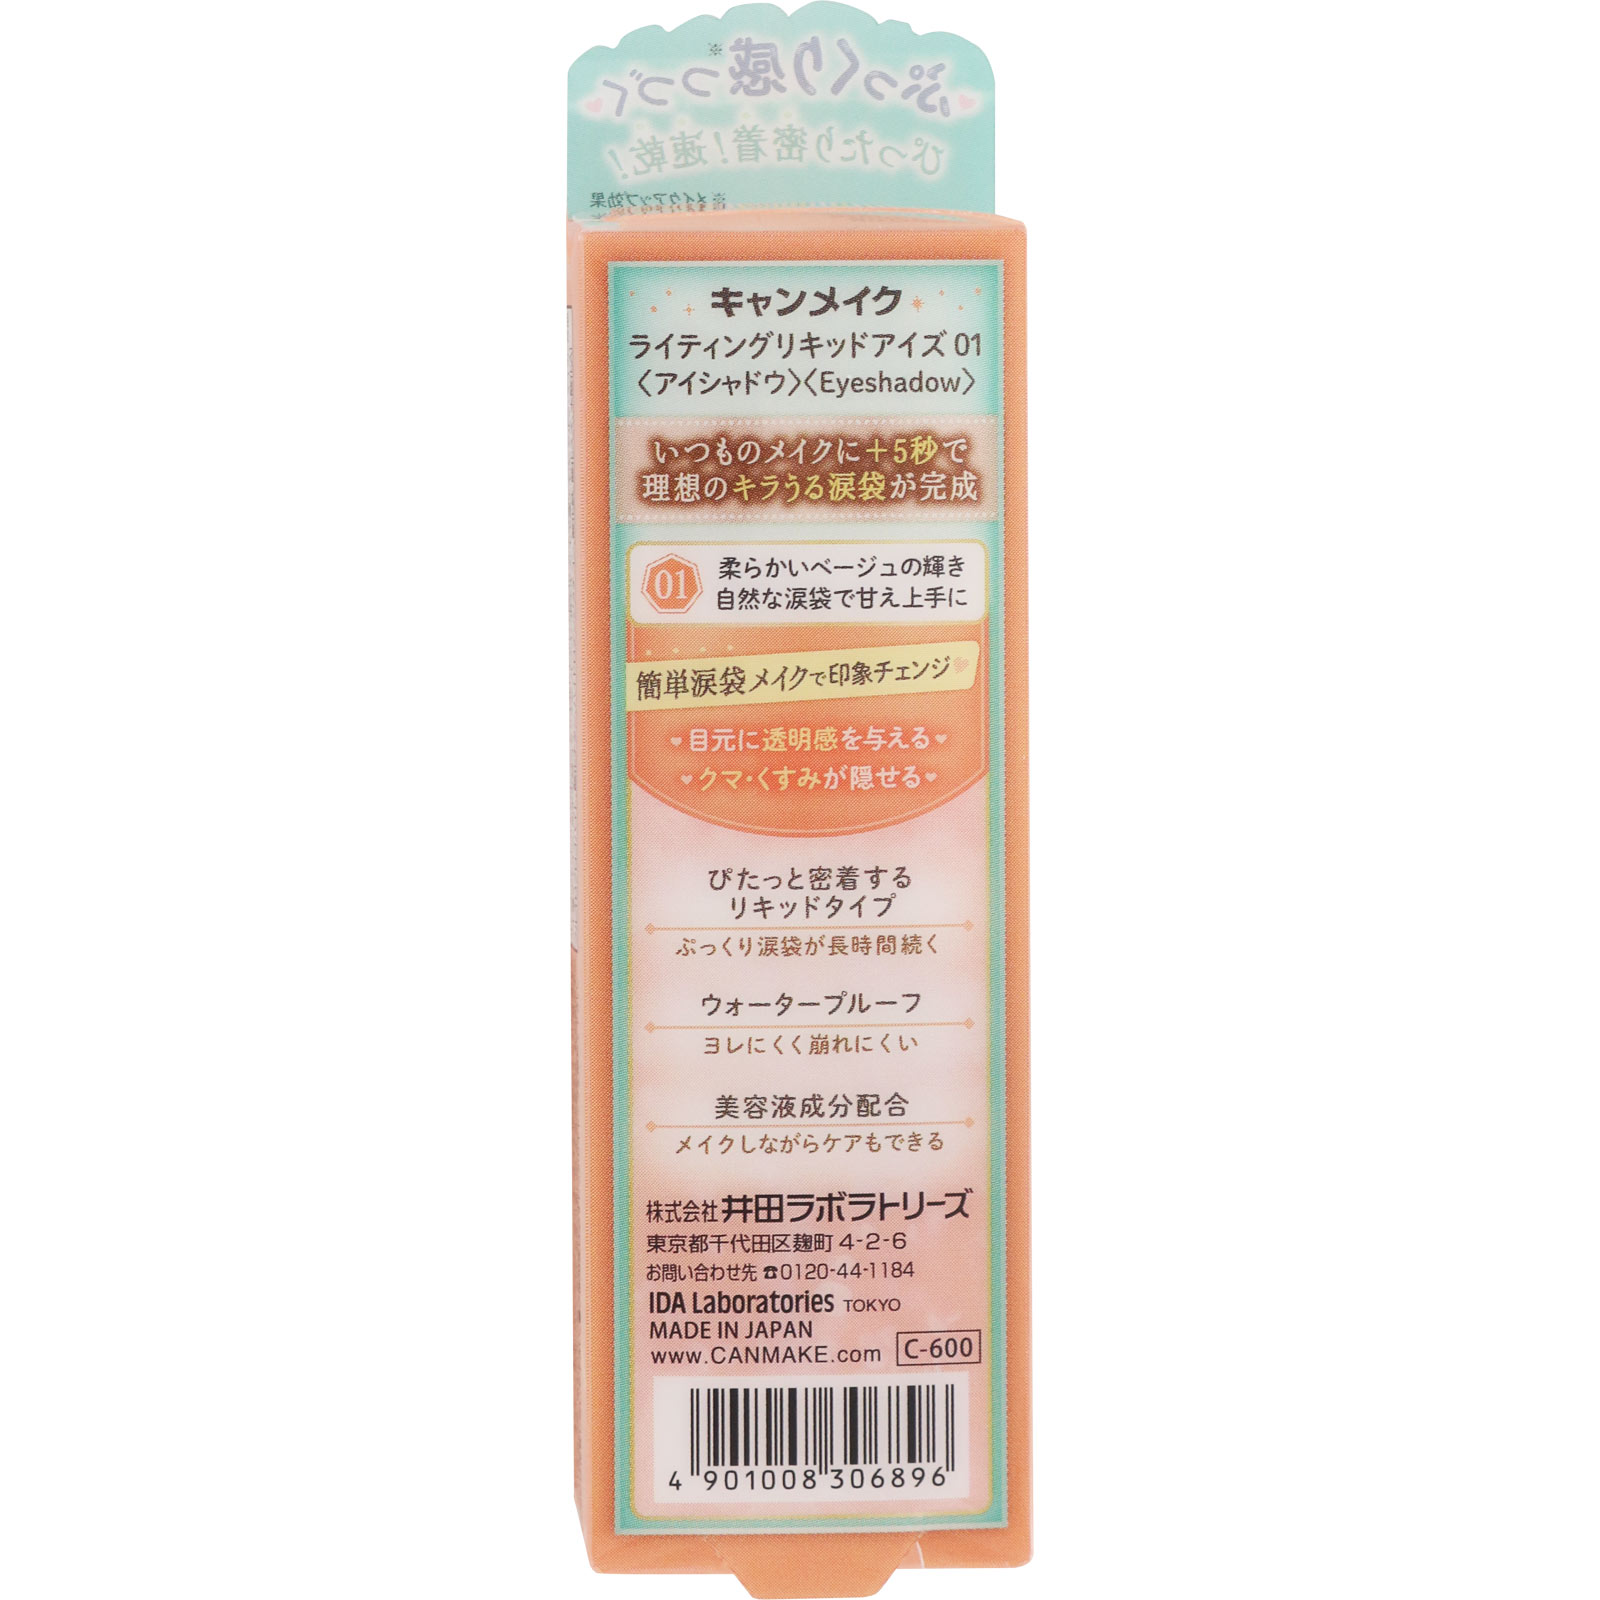 ぷっくり感つづく※
ぴったり密着!速乾!
※メイクアップ効果
キャンメイク
ライティングリキッドアイズ 01
〈アイシャドウ〉〈Eyeshadow〉
いつものメイクに+5秒で
理想のキラうる涙袋が完成
01
柔らかいベージュの輝き
自然な涙袋で甘え上手に
簡単涙袋メイクで印象チェンジ
目元に透明感を与える
クマ・くすみが隠せる
ぴたっと密着する
リキッドタイプ
ぷっくり涙袋が長時間続く
ウォータープルーフ
ヨレにくく崩れにくい
美容液成分配合
メイクしながらケアもできる
株式会社 井田ラボラトリーズ
東京都千代田区麹町 4-2-6
お問い合わせ先 ☎0120-44-1184
IDA Laboratories TOKYO
MADE IN JAPAN
www.CANMAKE.com
C-600
4 901008 306896